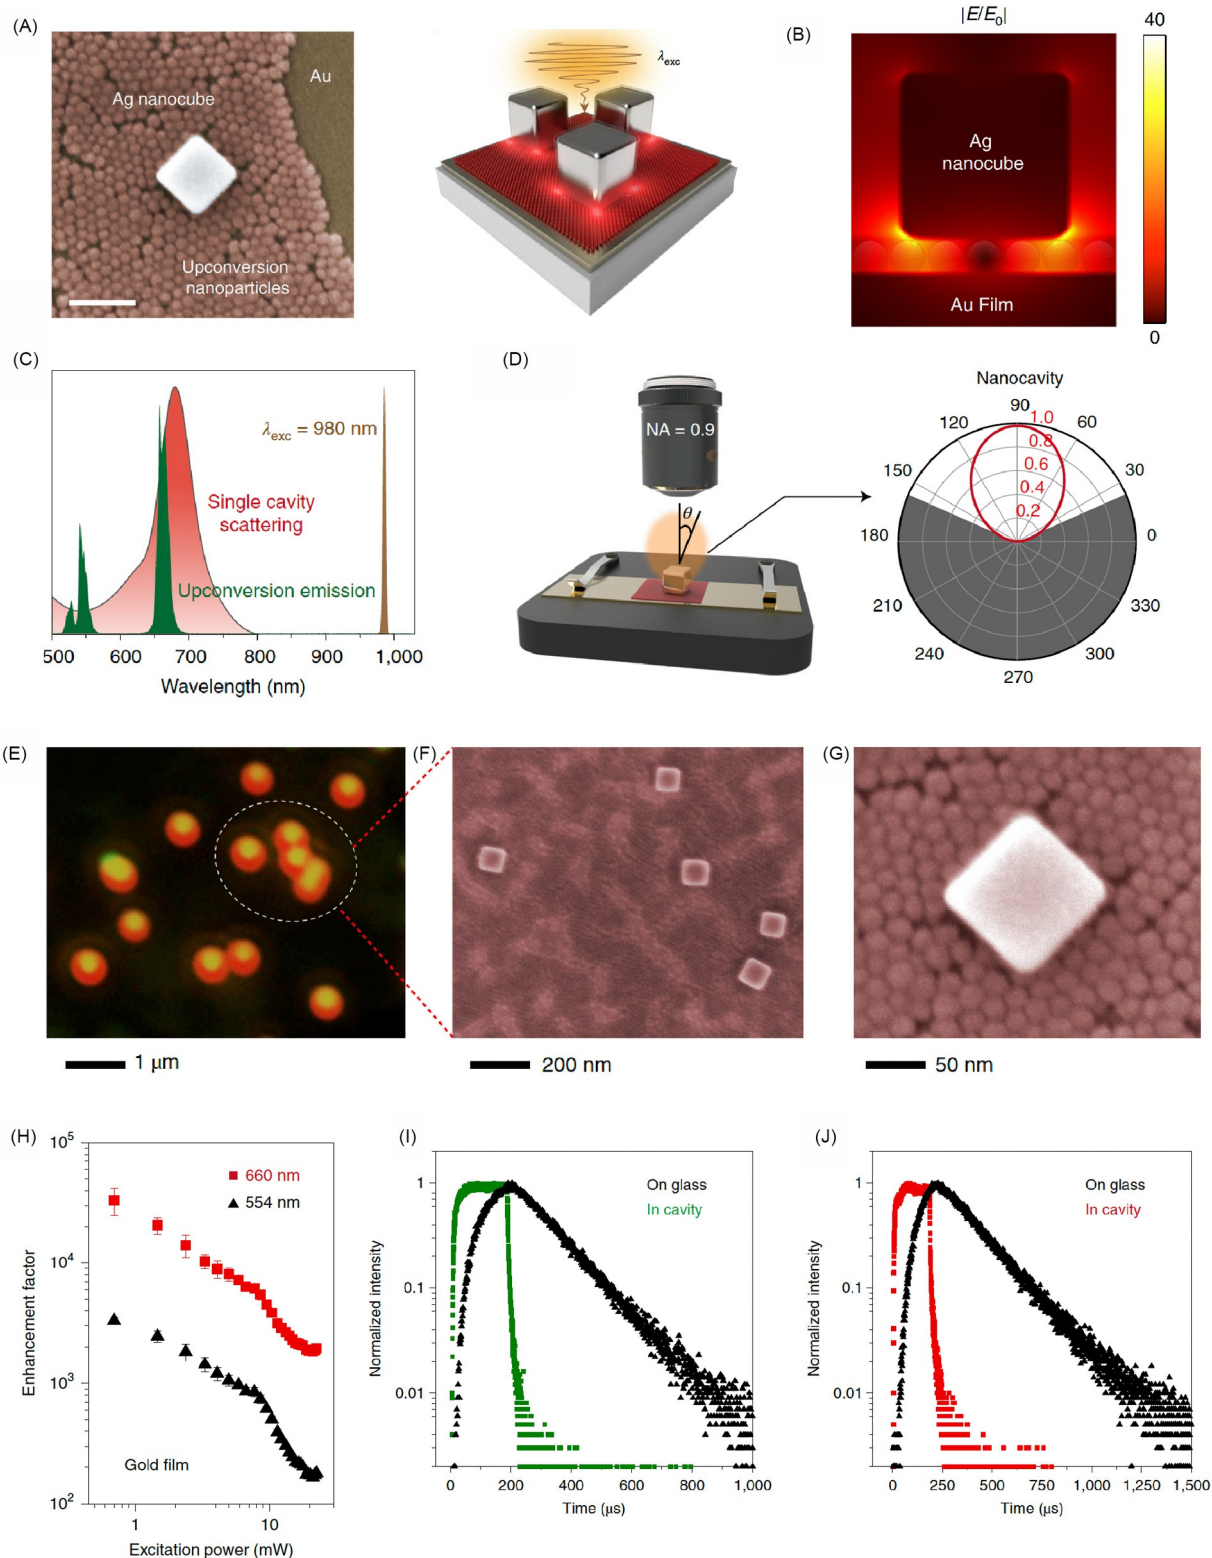 (A)
Ag nanocube
Au
Upconversion
nanoparticles
λexc
(B)
|E/E0|
40
Ag
nanocube
Au Film
0
(C)
λexc = 980 nm
Single cavity
scattering
Upconversion emission
500 600 700 800 900 1,000
Wavelength (nm)
(D)
NA = 0.9
θ
Nanocavity
90
120 1.0 60
0.8
150 0.6 30
0.4
0.2
180 0
210 330
240 300
270
(E)
1 μm
(F)
200 nm
(G)
50 nm
(H)
10^5
660 nm
554 nm
10^4
10^3
10^2
Enhancement factor
Gold film
1 10
Excitation power (mW)
(I)
1
0.1
0.01
Normalized intensity
On glass
In cavity
0 200 400 600 800 1,000
Time (μs)
(J)
1
0.1
0.01
Normalized intensity
On glass
In cavity
0 250 500 750 1,000 1,250 1,500
Time (μs)